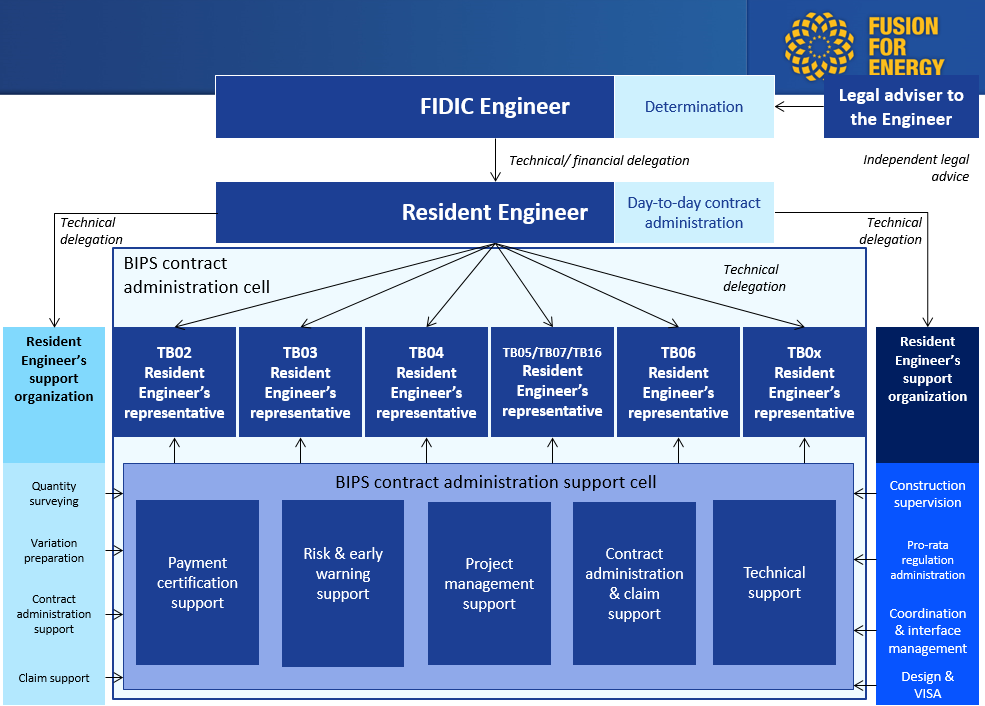 FUSION
FOR
ENERGY
FIDIC Engineer
Determination
Legal adviser to
the Engineer
Technical/ financial delegation
Independent legal
advice
Resident Engineer
Day-to-day contract
administration
Technical
delegation
Technical
delegation
BIPS contract
administration cell
Technical
delegation
Resident
Engineer’s
support
organization
TB02
Resident
Engineer’s
representative
TB03
Resident
Engineer’s
representative
TB04
Resident
Engineer’s
representative
TB05/TB07/TB16
Resident
Engineer’s
representative
TB06
Resident
Engineer’s
representative
TB0x
Resident
Engineer’s
representative
Resident
Engineer’s
support
organization
BIPS contract administration support cell
Quantity
surveying
Variation
preparation
Contract
administration
support
Claim support
Payment
certification
support
Risk & early
warning
support
Project
management
support
Contract
administration
& claim
support
Technical
support
Construction
supervision
Pro-rata
regulation
administration
Coordination
& interface
management
Design &
VISA